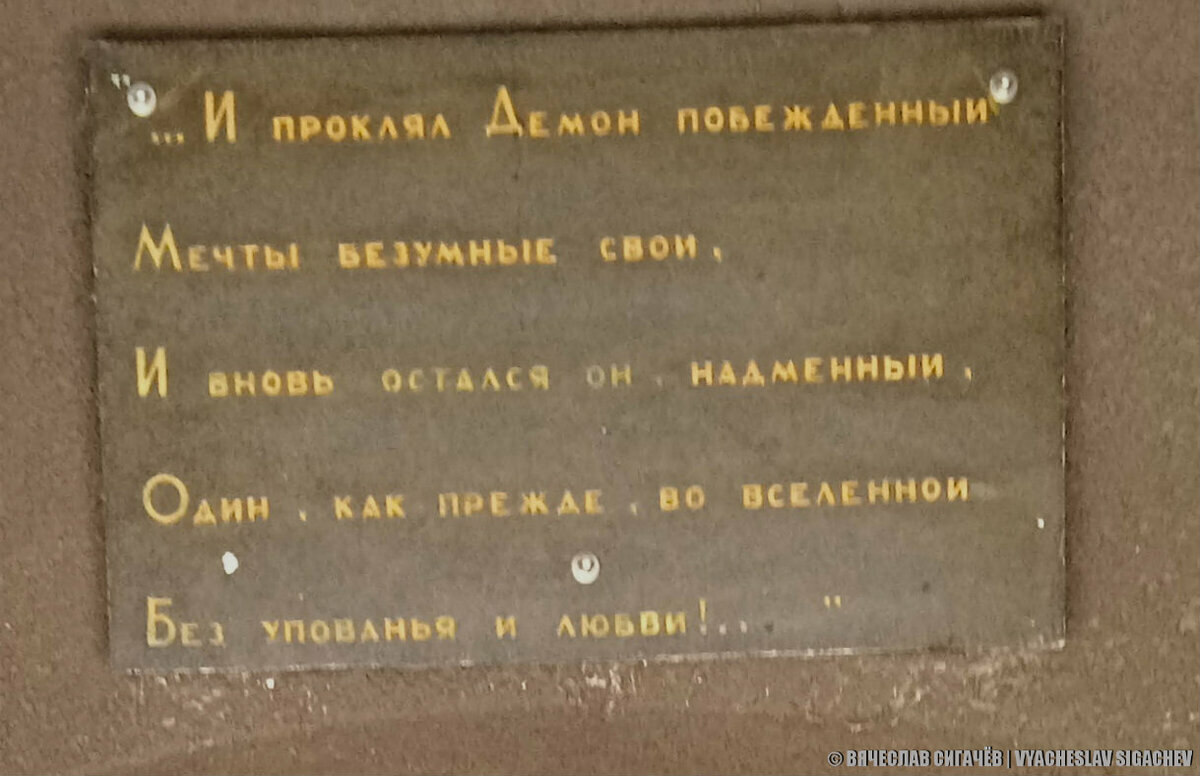 "... И ПРОКЛЯЛ ДЕМОН ПОБЕЖДЕННЫЙ
МЕЧТЫ БЕЗУМНЫЕ СВОИ,
И ВНОВЬ ОСТАЛСЯ ОН, НАДМЕННЫЙ,
ОДИН, КАК ПРЕЖДЕ, ВО ВСЕЛЕННОЙ
БЕЗ УПОВАНЬЯ И ЛЮБВИ!... "
© ВЯЧЕСЛАВ СИГАЧЁВ | VYACHESLAV SIGACHEV